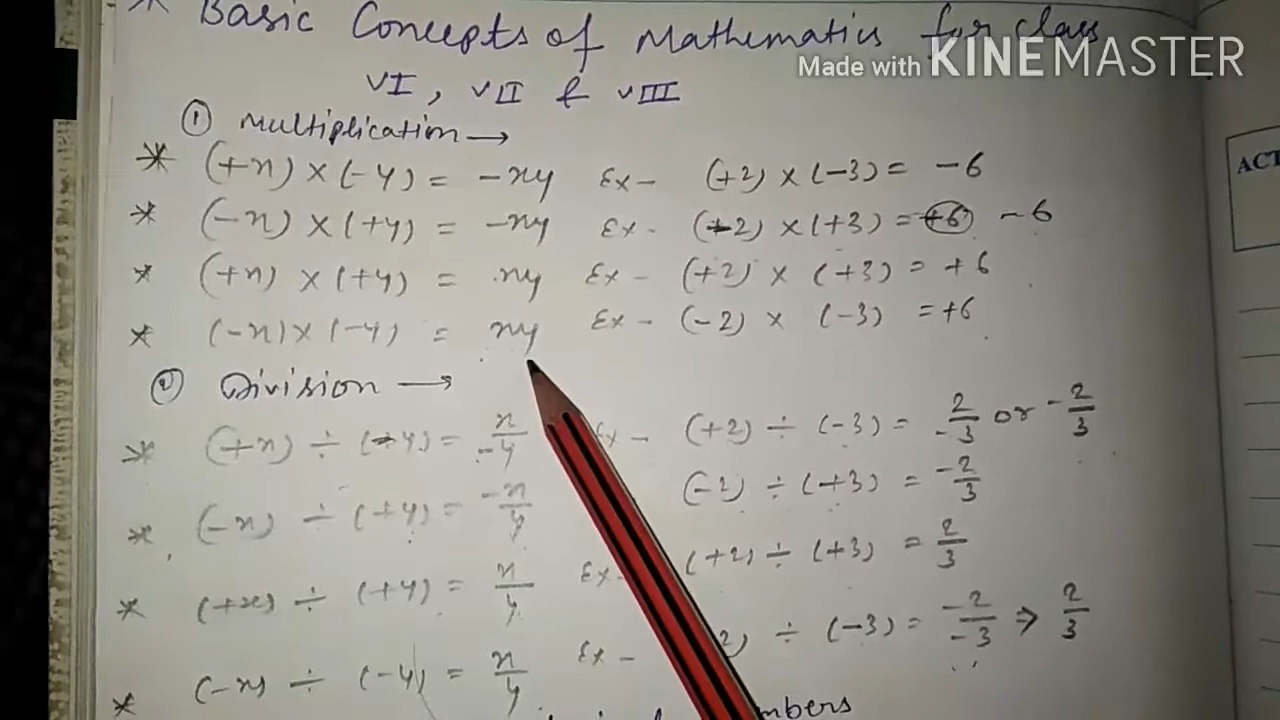 * Basic Concepts of Mathematics for class
Made with KINEMASTER
VI, VII & VIII
① Multiplication →
* (+x) × (-y) = -xy Ex- (+2) × (-3) = -6
* (-x) × (+y) = -xy Ex- (-2) × (+3) = +6 -6
* (+x) × (+y) = xy Ex- (+2) × (+3) = +6
* (-x) × (-y) = xy Ex- (-2) × (-3) = +6
② Division →
* (+x) ÷ (-y) = x/-y Ex- (+2) ÷ (-3) = 2/-3 or -2/3
* (-x) ÷ (+y) = -x/y (-2) ÷ (+3) = -2/3
* (+x) ÷ (+y) = x/y Ex- (+2) ÷ (+3) = 2/3
* (-x) ÷ (-y) = x/y Ex- 2) ÷ (-3) = -2/-3 ⇒ 2/3
ACT